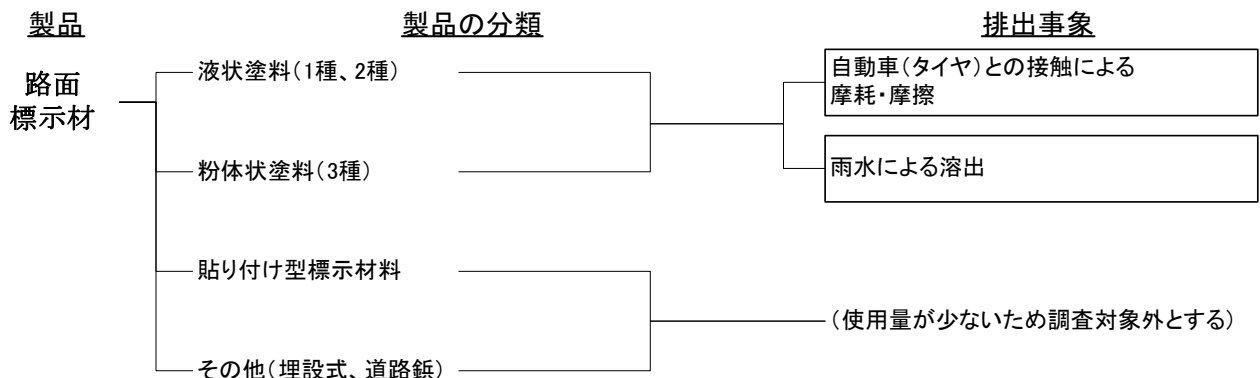 製品
製品の分類
排出事象
路面
標示材
液状塗料(1種、2種)
自動車(タイヤ)との接触による
摩耗・摩擦
粉体状塗料(3種)
雨水による溶出
貼り付け型標示材料
(使用量が少ないため調査対象外とする)
その他(埋設式、道路鋲)